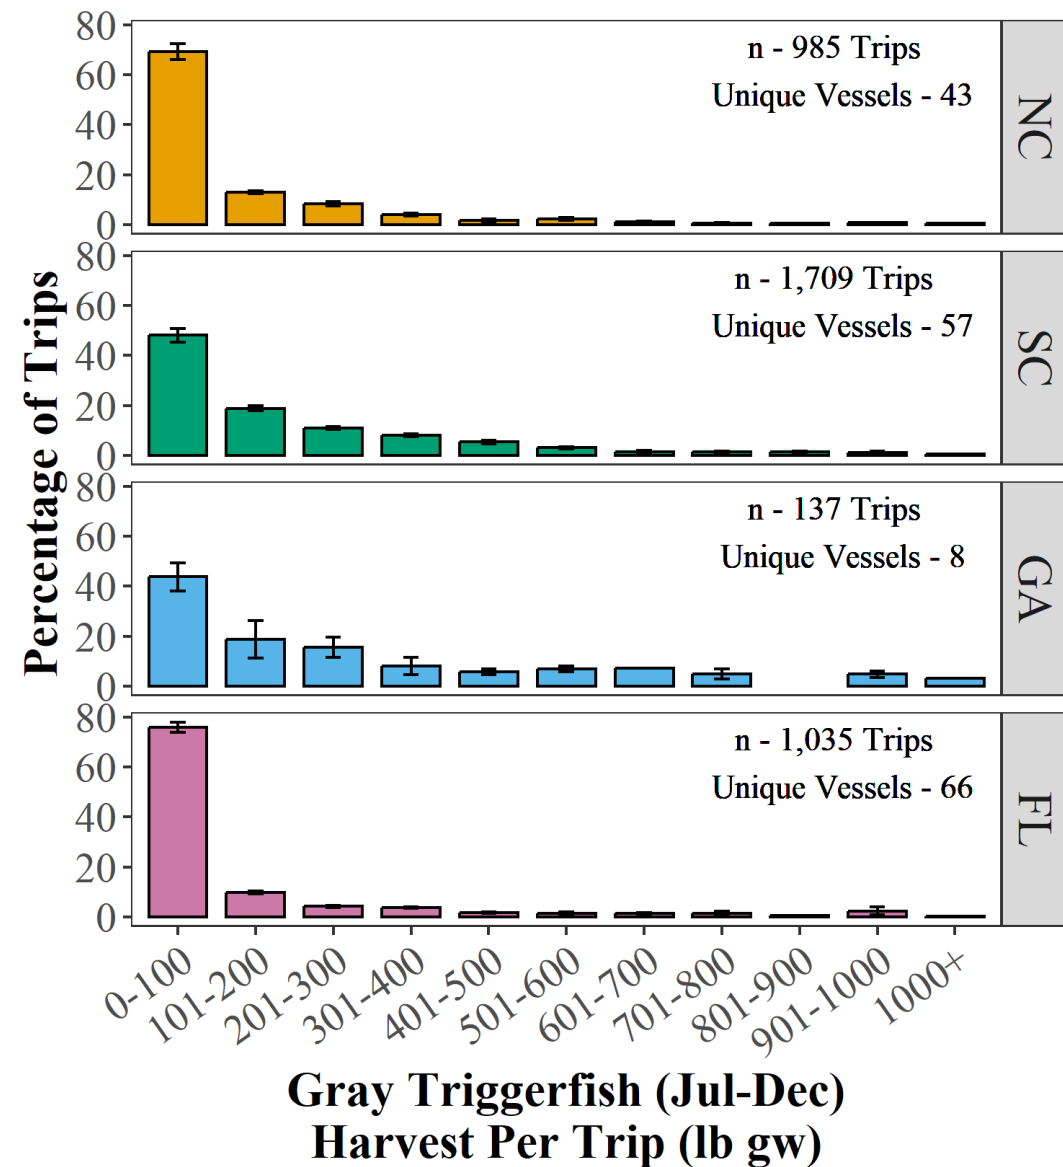 Percentage of Trips
80
60
40
20
0
n - 985 Trips
Unique Vessels - 43
NC
80
60
40
20
0
n - 1,709 Trips
Unique Vessels - 57
SC
80
60
40
20
0
n - 137 Trips
Unique Vessels - 8
GA
80
60
40
20
0
n - 1,035 Trips
Unique Vessels - 66
FL
0-100
101-200
201-300
301-400
401-500
501-600
601-700
701-800
801-900
901-1000
1000+
Gray Triggerfish (Jul-Dec)
Harvest Per Trip (lb gw)